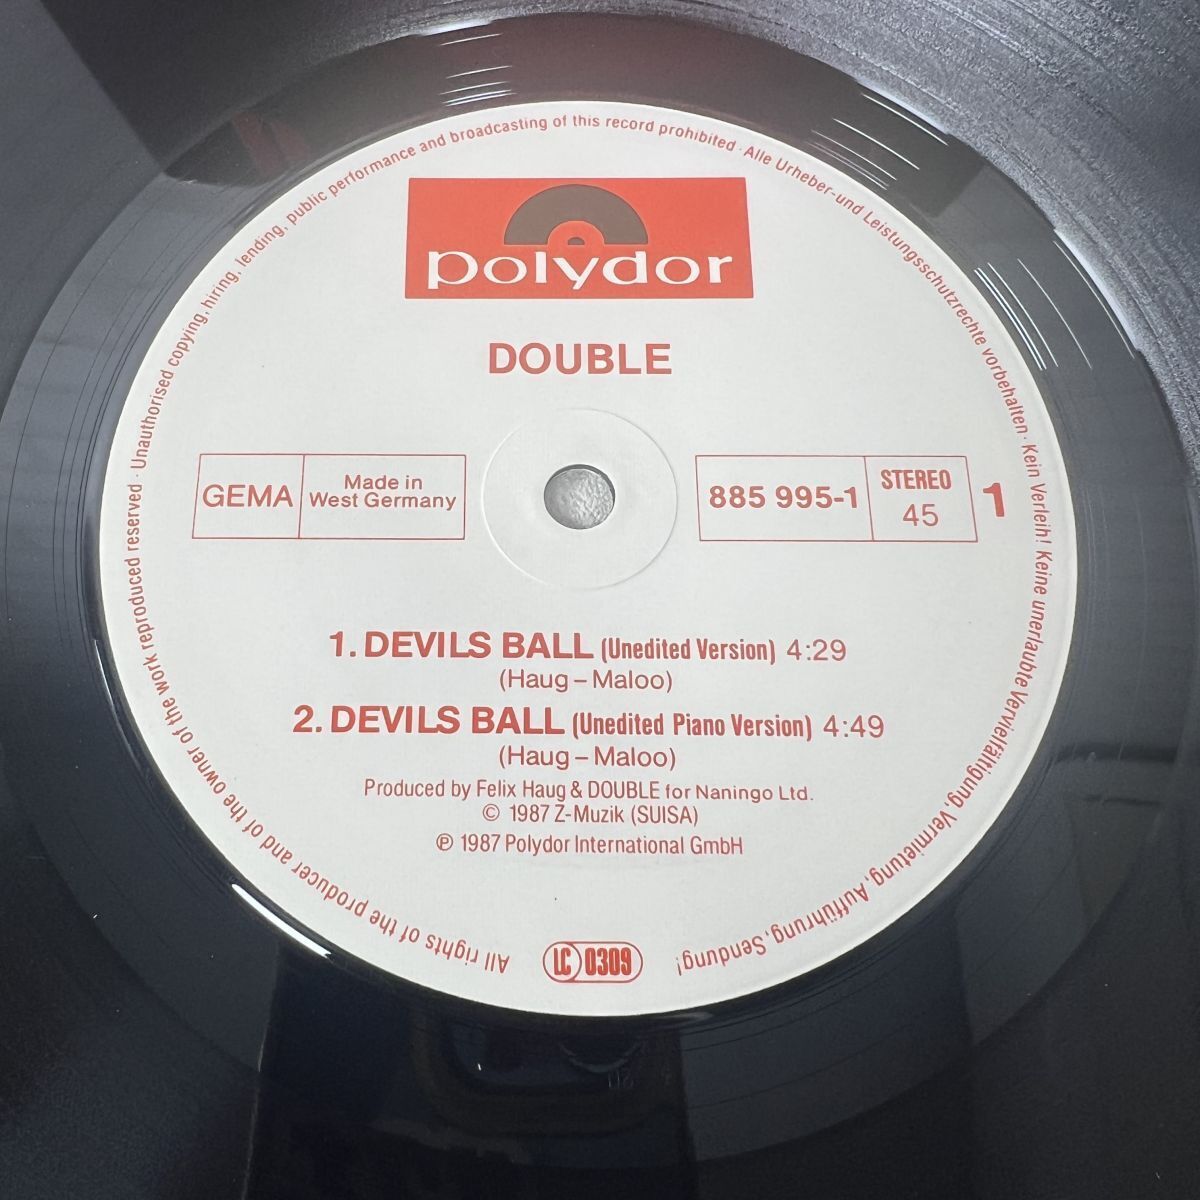 polydor
DOUBLE
GEMA
Made in
West Germany
885 995-1
STEREO
45
1
1. DEVILS BALL (Unedited Version) 4:29
(Haug – Maloo)
2. DEVILS BALL (Unedited Piano Version) 4:49
(Haug – Maloo)
Produced by Felix Haug & DOUBLE for Naningo Ltd.
© 1987 Z-Muzik (SUISA)
℗ 1987 Polydor International GmbH
LC 0309
All rights of the producer and of the owner of the work reproduced reserved · Unauthorised copying, hiring, lending, public performance and broadcasting of this record prohibited · Alle Urheber- und Leistungsschutzrechte vorbehalten · Kein Verleih! Keine unerlaubte Vervielfältigung, Vermietung, Aufführung, Sendung!